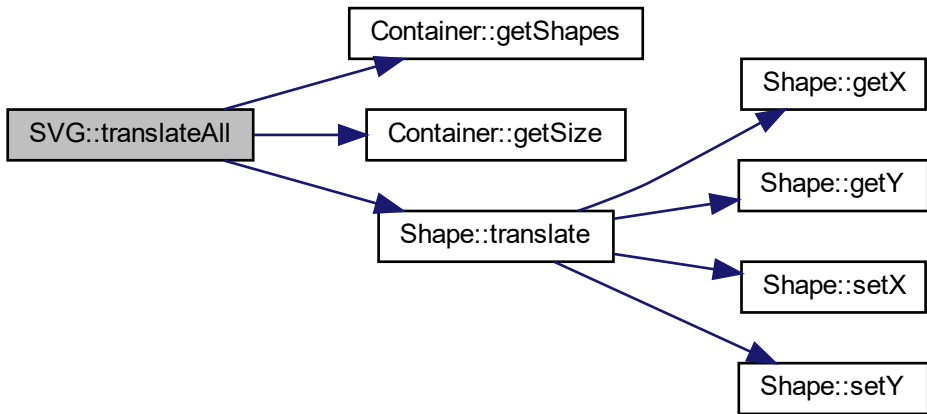 SVG::translateAll
Container::getShapes
Container::getSize
Shape::translate
Shape::getX
Shape::getY
Shape::setX
Shape::setY